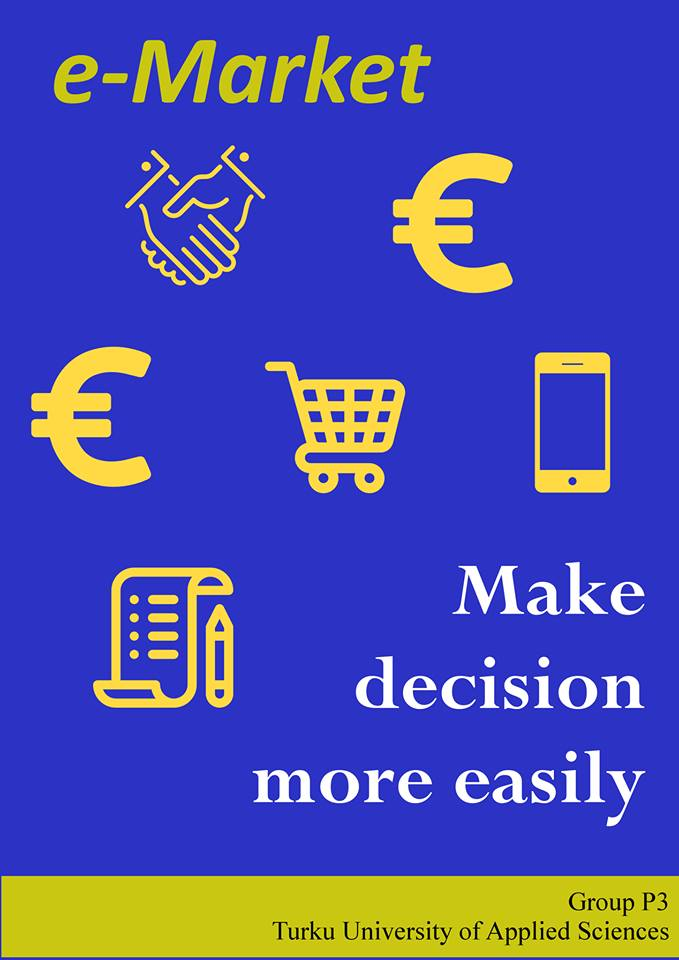 e-Market
Make
decision
more easily
Group P3
Turku University of Applied Sciences